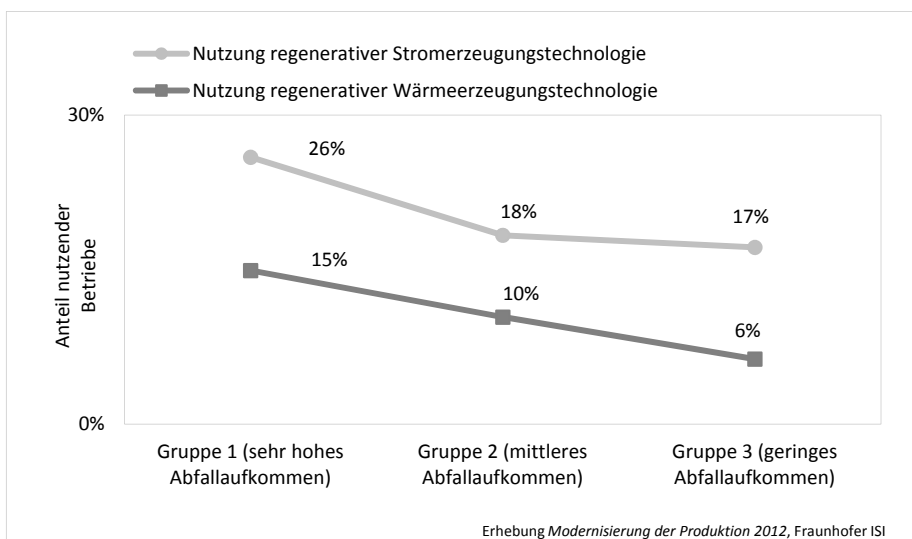 Nutzung regenerativer Stromerzeugungstechnologie
Nutzung regenerativer Wärmeerzeugungstechnologie
30%
0%
Anteil nutzender
Betriebe
26%
18%
17%
15%
10%
6%
Gruppe 1 (sehr hohes
Abfallaufkommen)
Gruppe 2 (mittleres
Abfallaufkommen)
Gruppe 3 (geringes
Abfallaufkommen)
Erhebung Modernisierung der Produktion 2012, Fraunhofer ISI